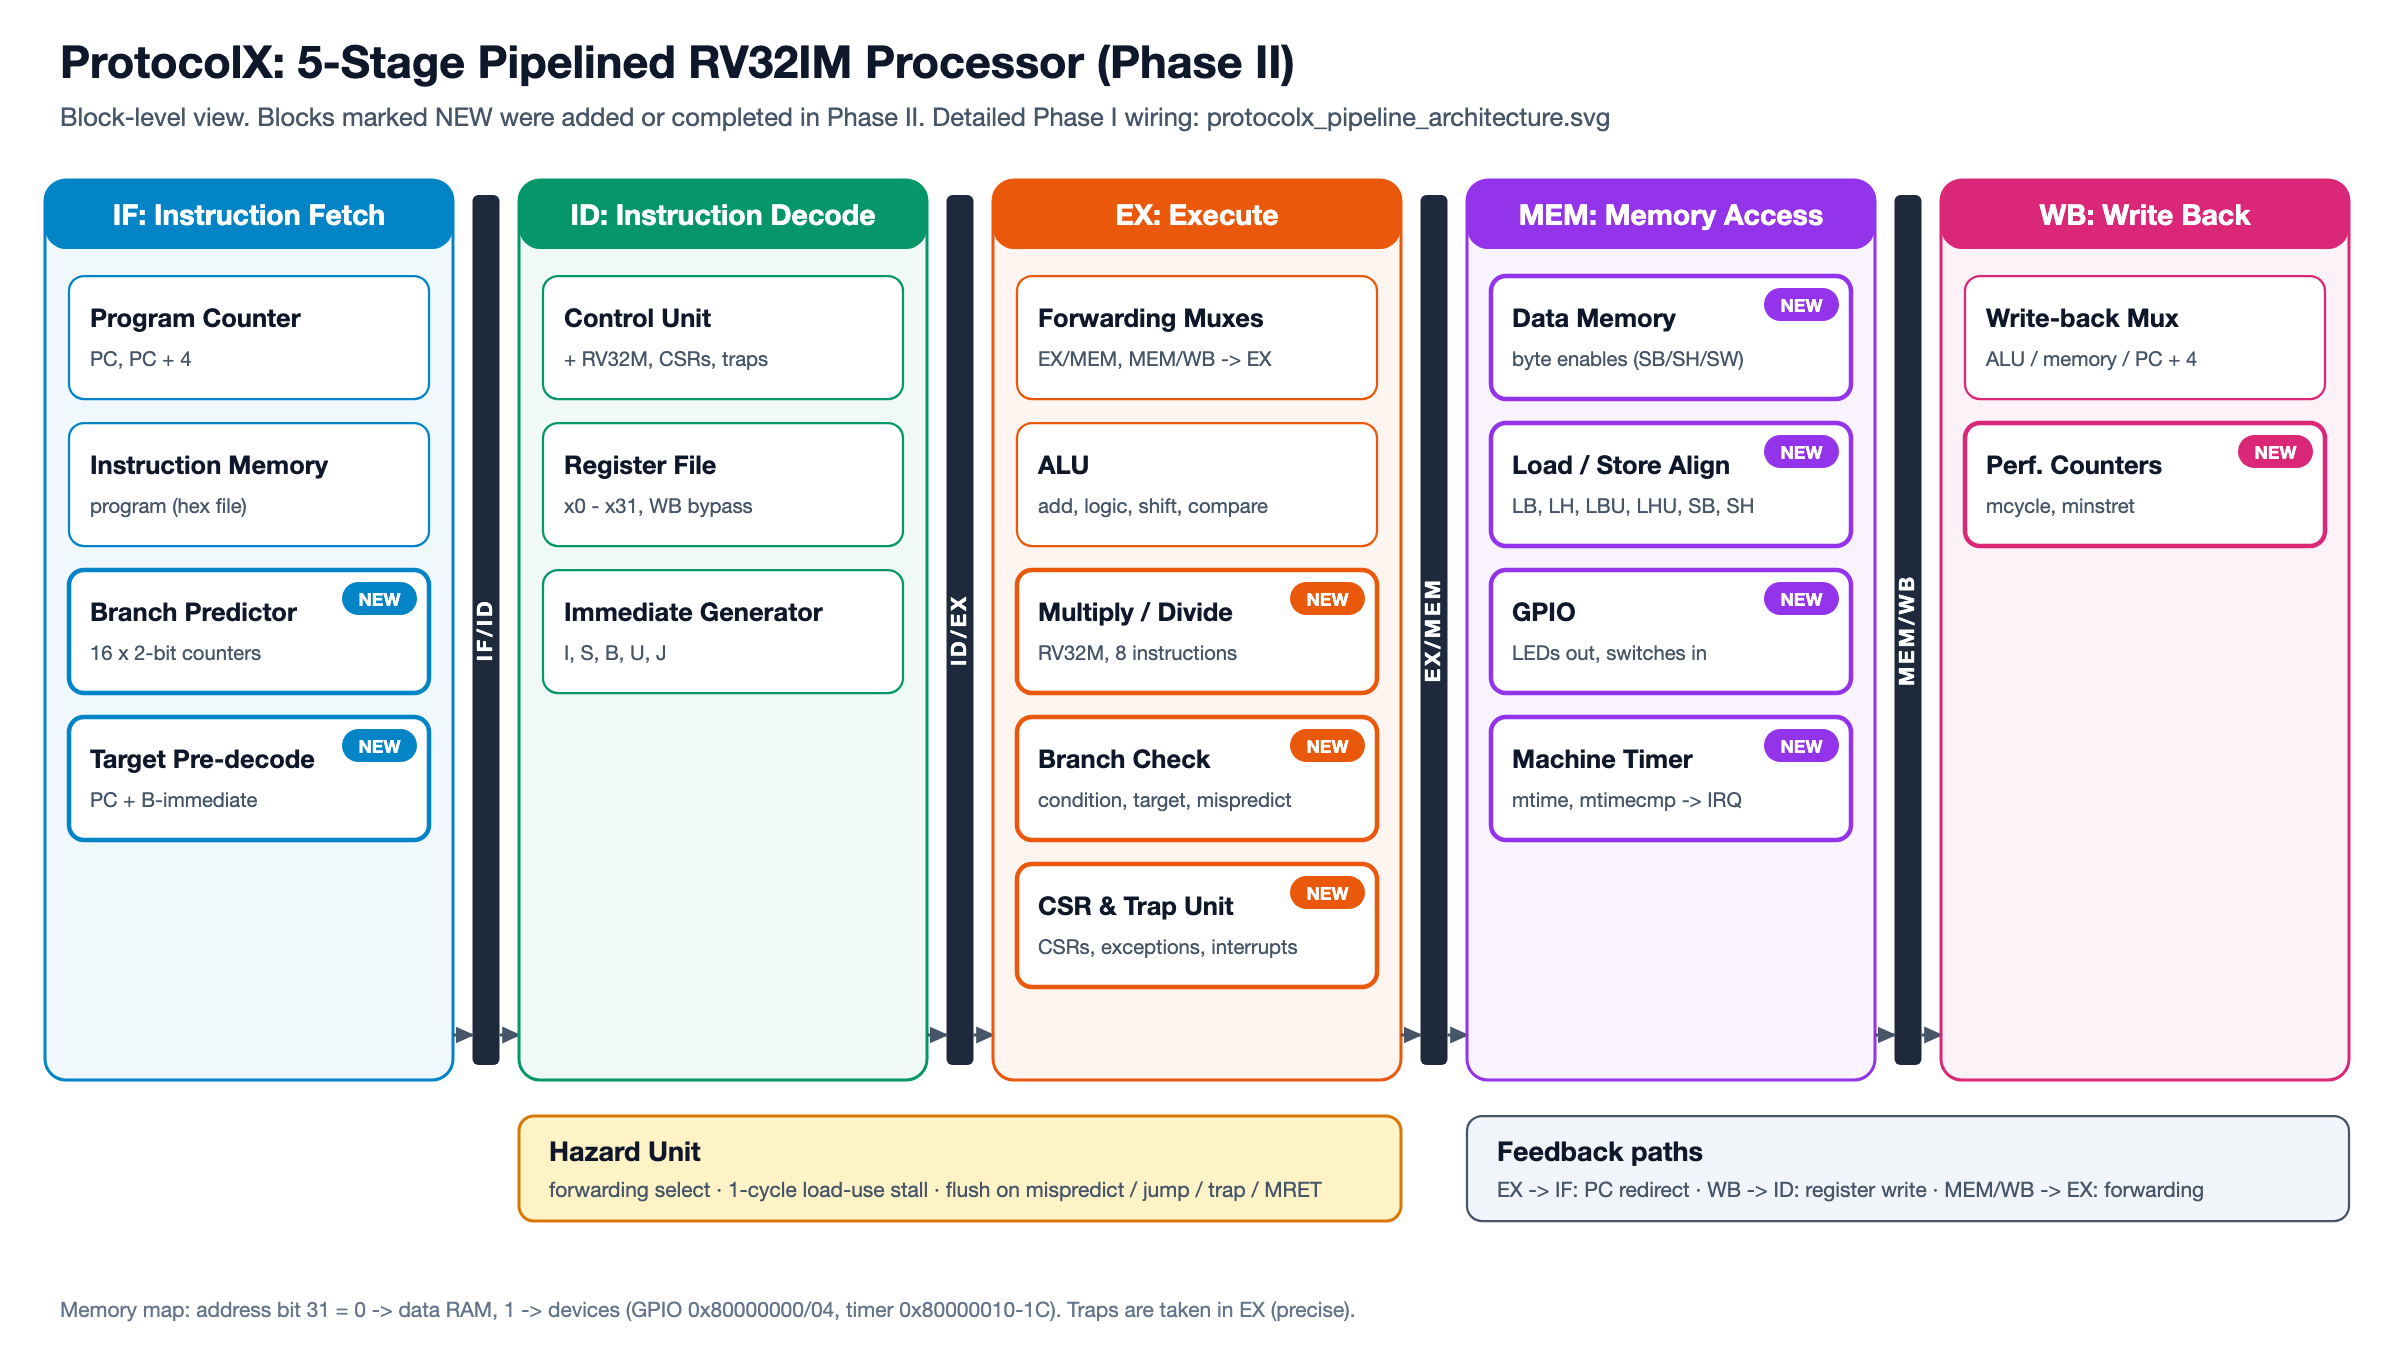 ProtocolX: 5-Stage Pipelined RV32IM Processor (Phase II)
Block-level view. Blocks marked NEW were added or completed in Phase II. Detailed Phase I wiring: protocolx_pipeline_architecture.svg
IF: Instruction Fetch
Program Counter
PC, PC + 4
Instruction Memory
program (hex file)
Branch Predictor
NEW
16 x 2-bit counters
Target Pre-decode
NEW
PC + B-immediate
IF/ID
ID: Instruction Decode
Control Unit
+ RV32M, CSRs, traps
Register File
x0 - x31, WB bypass
Immediate Generator
I, S, B, U, J
ID/EX
EX: Execute
Forwarding Muxes
EX/MEM, MEM/WB -> EX
ALU
add, logic, shift, compare
Multiply / Divide
NEW
RV32M, 8 instructions
Branch Check
NEW
condition, target, mispredict
CSR & Trap Unit
NEW
CSRs, exceptions, interrupts
EX/MEM
MEM: Memory Access
Data Memory
NEW
byte enables (SB/SH/SW)
Load / Store Align
NEW
LB, LH, LBU, LHU, SB, SH
GPIO
NEW
LEDs out, switches in
Machine Timer
NEW
mtime, mtimecmp -> IRQ
MEM/WB
WB: Write Back
Write-back Mux
ALU / memory / PC + 4
Perf. Counters
NEW
mcycle, minstret
Hazard Unit
forwarding select · 1-cycle load-use stall · flush on mispredict / jump / trap / MRET
Feedback paths
EX -> IF: PC redirect · WB -> ID: register write · MEM/WB -> EX: forwarding
Memory map: address bit 31 = 0 -> data RAM, 1 -> devices (GPIO 0x80000000/04, timer 0x80000010-1C). Traps are taken in EX (precise).